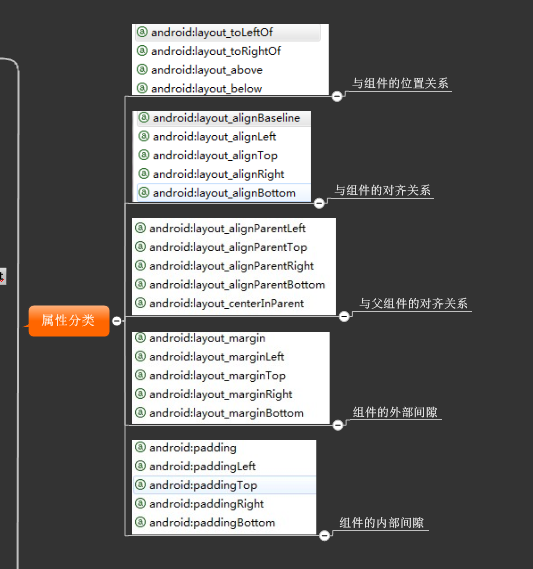 android:layout_toLeftOf
android:layout_toRightOf
android:layout_above
android:layout_below
与组件的位置关系
android:layout_alignBaseline
android:layout_alignLeft
android:layout_alignTop
android:layout_alignRight
android:layout_alignBottom
与组件的对齐关系
android:layout_alignParentLeft
android:layout_alignParentTop
android:layout_alignParentRight
android:layout_alignParentBottom
android:layout_centerInParent
与父组件的对齐关系
属性分类
android:layout_margin
android:layout_marginLeft
android:layout_marginTop
android:layout_marginRight
android:layout_marginBottom
组件的外部间隙
android:padding
android:paddingLeft
android:paddingTop
android:paddingRight
android:paddingBottom
组件的内部间隙